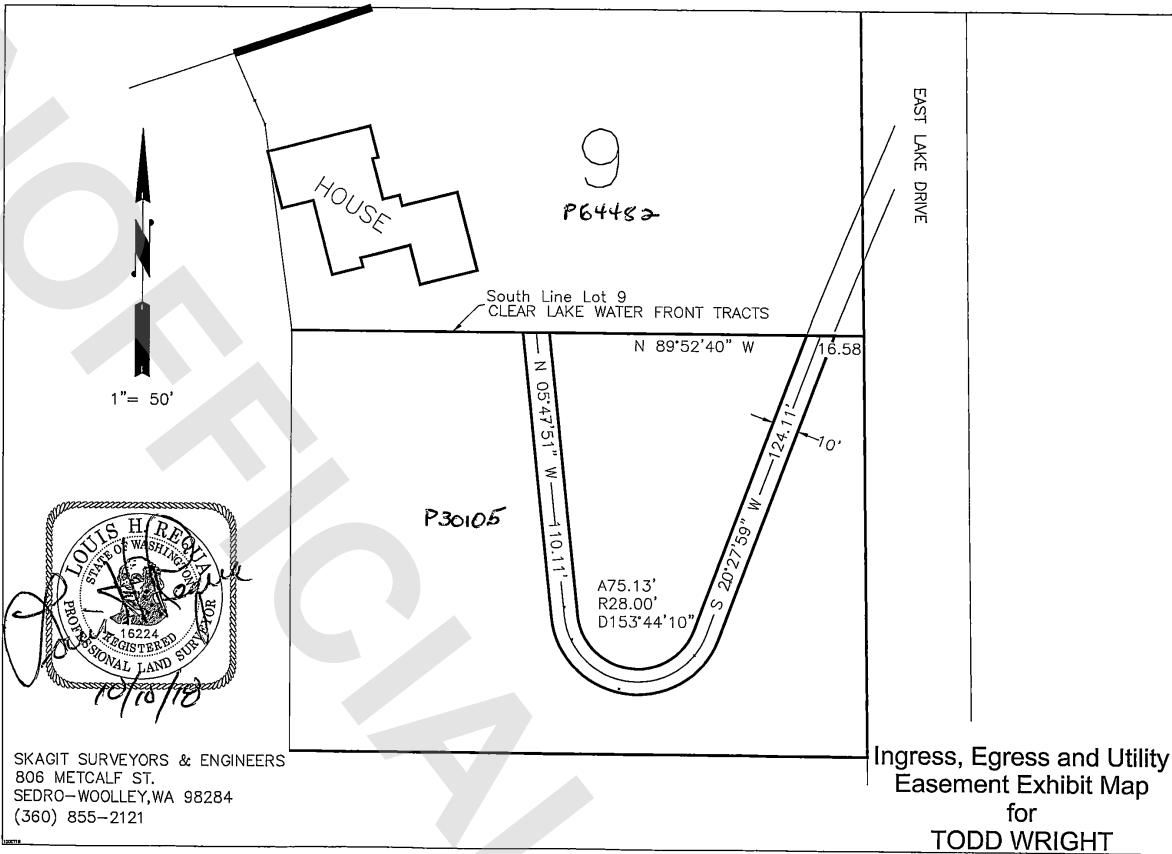 UNOFFICIAL
EAST LAKE DRIVE
9
P64482
HOUSE
South Line Lot 9
CLEAR LAKE WATER FRONT TRACTS
N 89°52'40" W
16.58
N
1"= 50'
N 05°47'51" W
110.11'
S 20°27'59" W
124.11'
10'
P30105
A75.13'
R28.00'
D153°44'10"
LOUIS H. REQUA
STATE OF WASHINGTON
16224
REGISTERED
PROFESSIONAL LAND SURVEYOR
10/10/18
SKAGIT SURVEYORS & ENGINEERS
806 METCALF ST.
SEDRO-WOOLLEY,WA 98284
(360) 855-2121
Ingress, Egress and Utility
Easement Exhibit Map
for
TODD WRIGHT